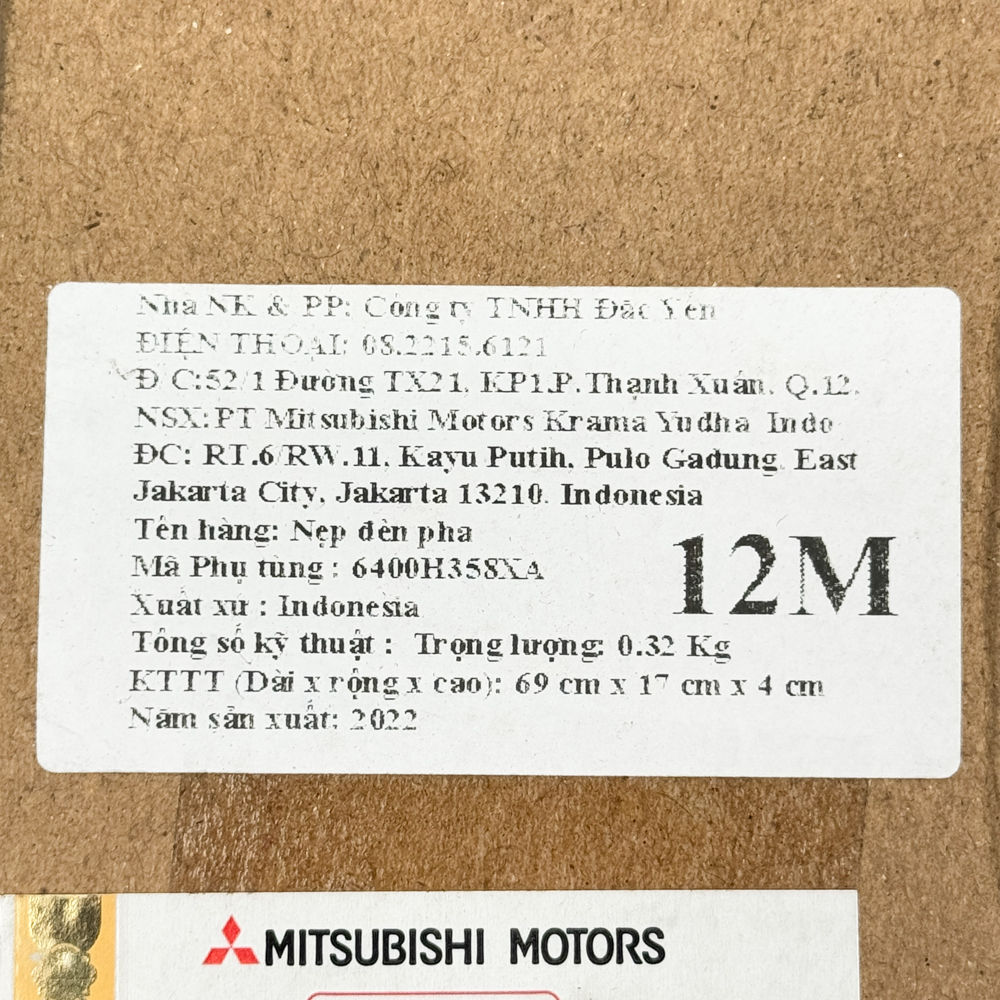 Nhà NK & PP: Công ty TNHH Đắc Yến
ĐIỆN THOẠI: 08.2215.6121
Đ C:52/1 Đường TX21, KP1.P.Thạnh Xuân, Q.12,
NSX: PT Mitsubishi Motors Krama Yudha Indo
ĐC: RT.6/RW.11, Kayu Putih, Pulo Gadung, East
Jakarta City, Jakarta 13210, Indonesia
Tên hàng: Nẹp đèn pha
Mã Phụ tùng : 6400H358XA
12M
Xuất xứ : Indonesia
Tổng số kỹ thuật : Trọng lượng: 0.32 Kg
KTTT (Dài x rộng x cao): 69 cm x 17 cm x 4 cm
Năm sản xuất: 2022
MITSUBISHI MOTORS